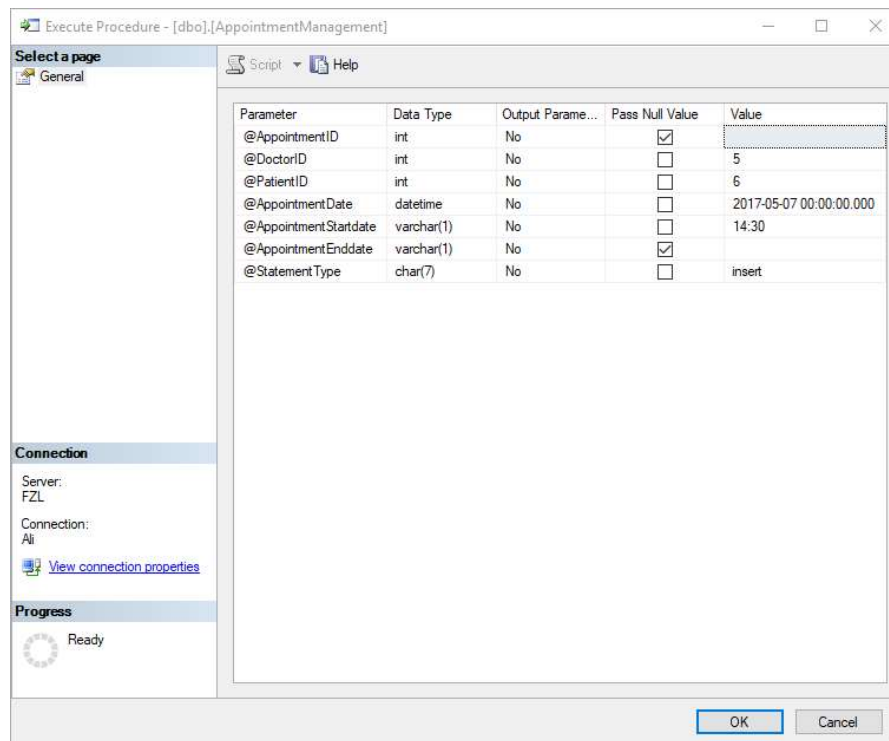 Execute Procedure - [dbo].[AppointmentManagement]
Select a page
General
Script Help
Parameter Data Type Output Parame... Pass Null Value Value
@AppointmentID int No
@DoctorID int No 5
@PatientID int No 6
@AppointmentDate datetime No 2017-05-07 00:00:00.000
@AppointmentStartdate varchar(1) No 14:30
@AppointmentEnddate varchar(1) No
@StatementType char(7) No insert
Connection
Server:
FZL
Connection:
Ali
View connection properties
Progress
Ready
OK Cancel